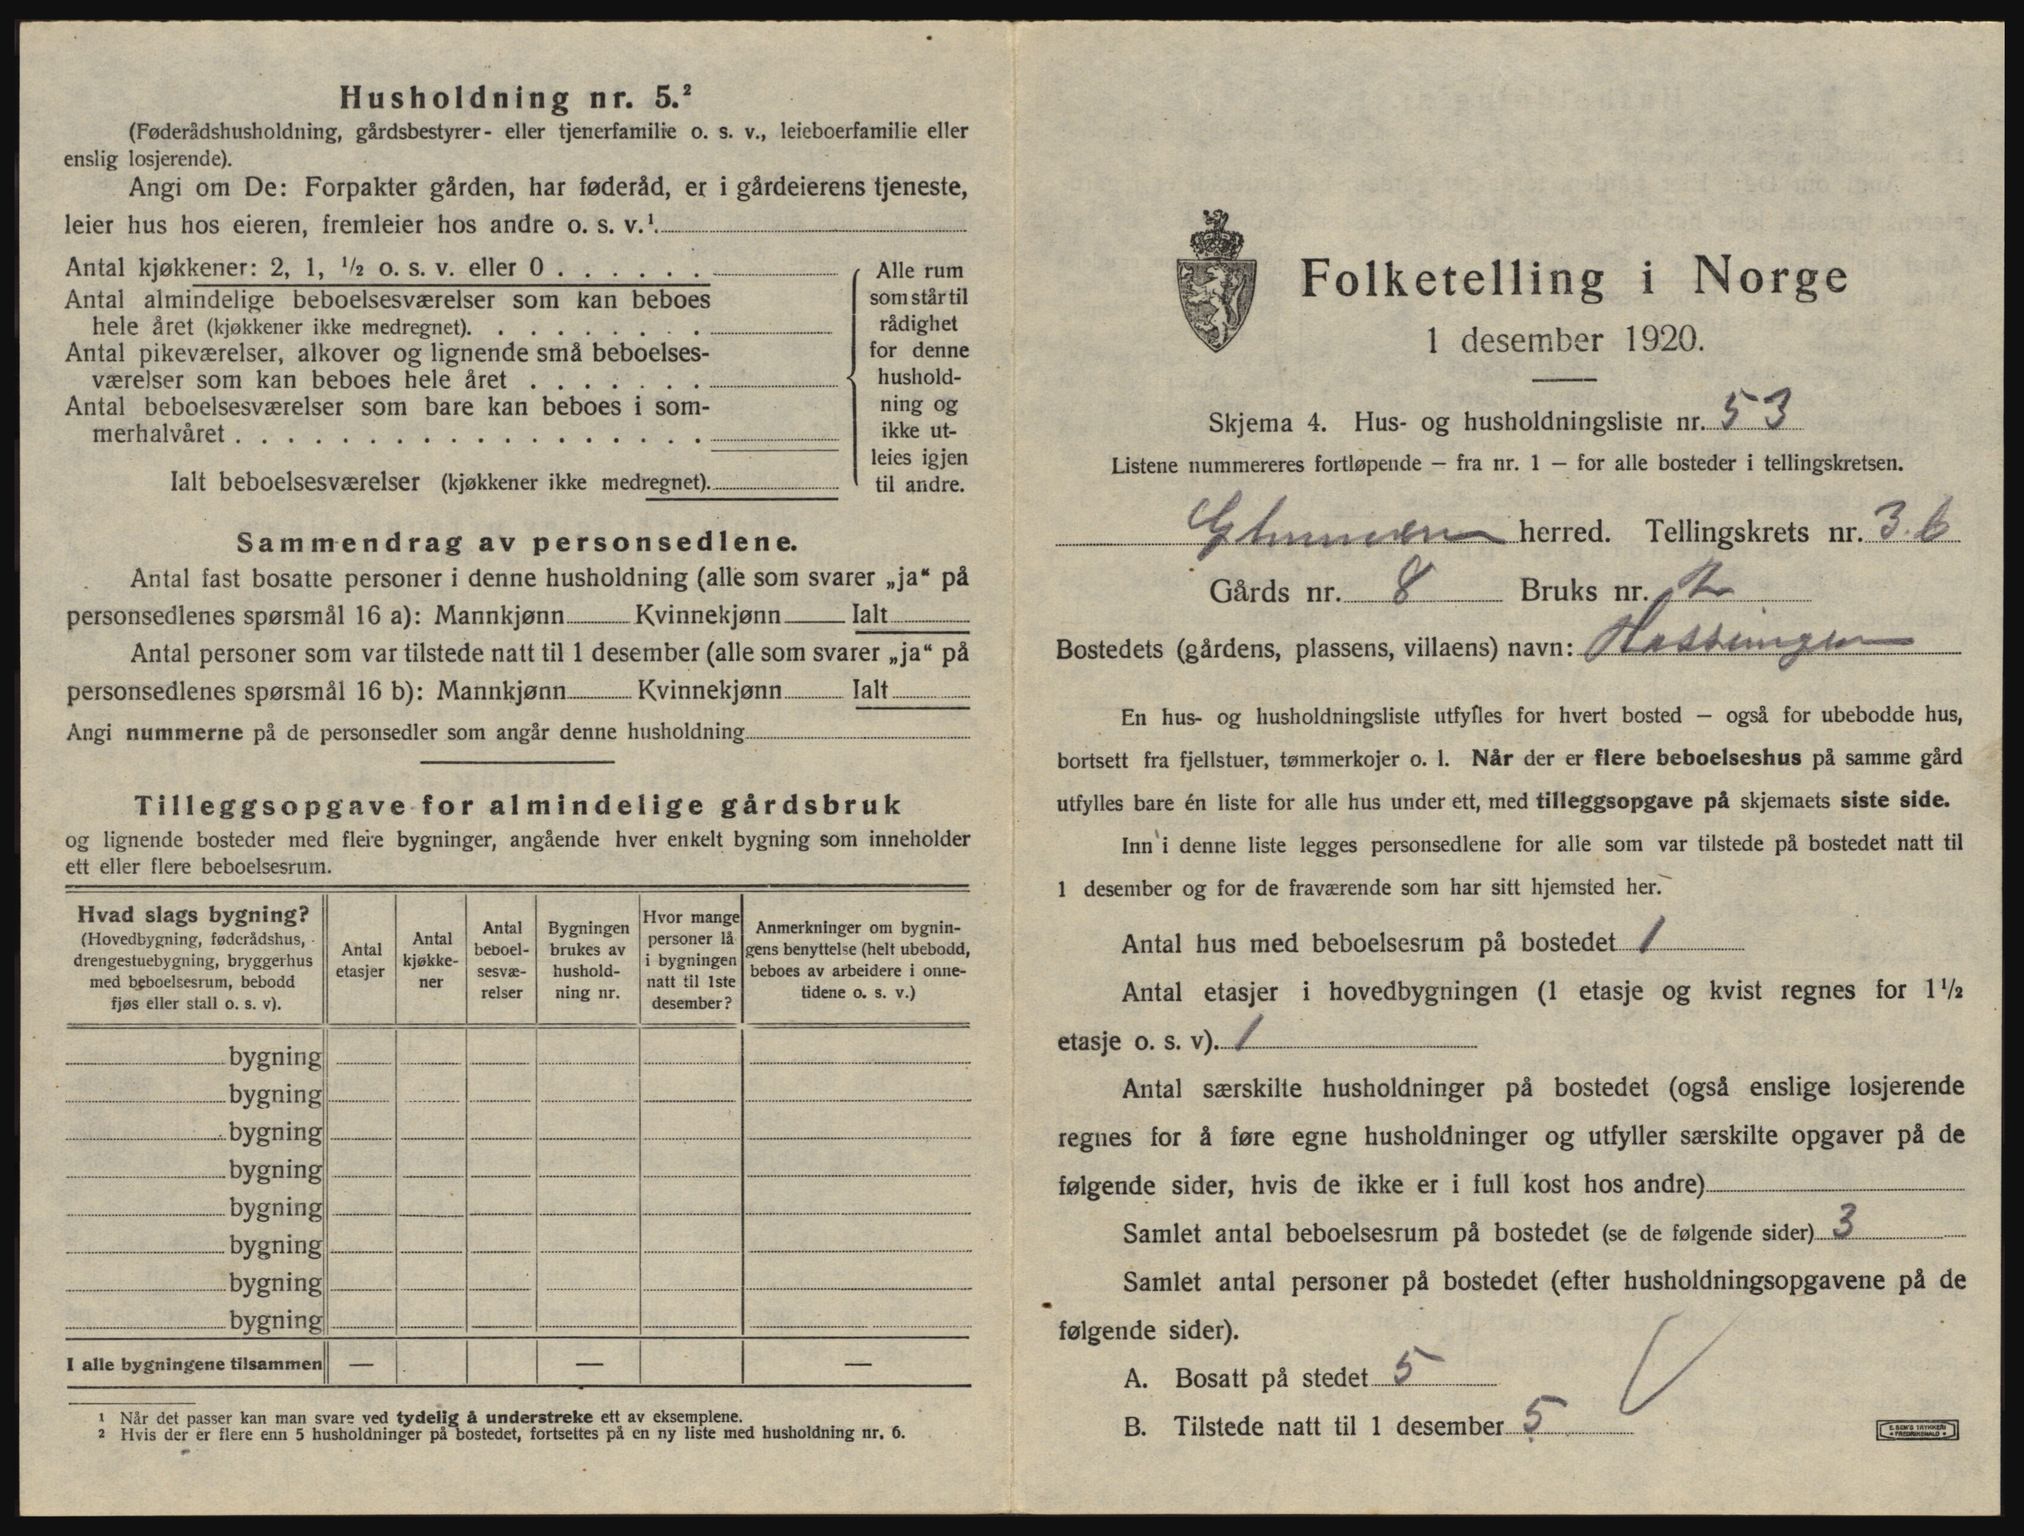 Husholdning nr. 5.²
(Føderådshusholdning, gårdsbestyrer- eller tjenerfamilie o. s. v., leieboerfamilie eller
enslig losjerende).
Angi om De: Forpakter gården, har føderåd, er i gårdeierens tjeneste,
leier hus hos eieren, fremleier hos andre o. s. v.¹
Antal kjøkkener: 2, 1, ½ o. s. v. eller 0 . . . . . .
Antal almindelige beboelsesværelser som kan beboes
hele året (kjøkkener ikke medregnet). . . . . . . . .
Antal pikeværelser, alkover og lignende små beboelses-
værelser som kan beboes hele året . . . . . . .
Antal beboelsesværelser som bare kan beboes i som-
merhalvåret . . . . . . . . . . . . . . . . . .
Ialt beboelsesværelser (kjøkkener ikke medregnet).
Alle rum
som står til
rådighet
for denne
hushold-
ning og
ikke ut-
leies igjen
til andre.
Sammendrag av personsedlene.
Antal fast bosatte personer i denne husholdning (alle som svarer „ja“ på
personsedlenes spørsmål 16 a): Mannkjønn Kvinnekjønn Ialt
Antal personer som var tilstede natt til 1 desember (alle som svarer „ja“ på
personsedlenes spørsmål 16 b): Mannkjønn Kvinnekjønn Ialt
Angi nummerne på de personsedler som angår denne husholdning
Tilleggsopgave for almindelige gårdsbruk
og lignende bosteder med flere bygninger, angående hver enkelt bygning som inneholder
ett eller flere beboelsesrum.
Hvad slags bygning?
(Hovedbygning, føderådshus,
drengestuebygning, bryggerhus
med beboelsesrum, bebodd
fjøs eller stall o. s. v).
Antal
etasjer
Antal
kjøkke-
ner
Antal
beboel-
sesvæ-
relser
Bygningen
brukes av
hushold-
ning nr.
Hvor mange
personer lå
i bygningen
natt til 1ste
desember?
Anmerkninger om bygnin-
gens benyttelse (helt ubebodd,
beboes av arbeidere i onne-
tidene o. s. v.)
bygning
bygning
bygning
bygning
bygning
bygning
bygning
bygning
I alle bygningene tilsammen — — —
¹ Når det passer kan man svare ved tydelig å understreke ett av eksemplene.
² Hvis der er flere enn 5 husholdninger på bostedet, fortsettes på en ny liste med husholdning nr. 6.
Folketelling i Norge
1 desember 1920.
Skjema 4. Hus- og husholdningsliste nr. 53
Listene nummereres fortløpende – fra nr. 1 – for alle bosteder i tellingskretsen.
herred. Tellingskrets nr. 3.b
Gårds nr. 8 Bruks nr. 2
Bostedets (gårdens, plassens, villaens) navn:
En hus- og husholdningsliste utfylles for hvert bosted – også for ubebodde hus,
bortsett fra fjellstuer, tømmerkojer o. l. Når der er flere beboelseshus på samme gård
utfylles bare én liste for alle hus under ett, med tilleggsopgave på skjemaets siste side.
Inn i denne liste legges personsedlene for alle som var tilstede på bostedet natt til
1 desember og for de fraværende som har sitt hjemsted her.
Antal hus med beboelsesrum på bostedet 1
Antal etasjer i hovedbygningen (1 etasje og kvist regnes for 1½
etasje o. s. v). 1
Antal særskilte husholdninger på bostedet (også enslige losjerende
regnes for å føre egne husholdninger og utfyller særskilte opgaver på de
følgende sider, hvis de ikke er i full kost hos andre)
Samlet antal beboelsesrum på bostedet (se de følgende sider) 3
Samlet antal personer på bostedet (efter husholdningsopgavene på de
følgende sider).
A. Bosatt på stedet 5
B. Tilstede natt til 1 desember 5